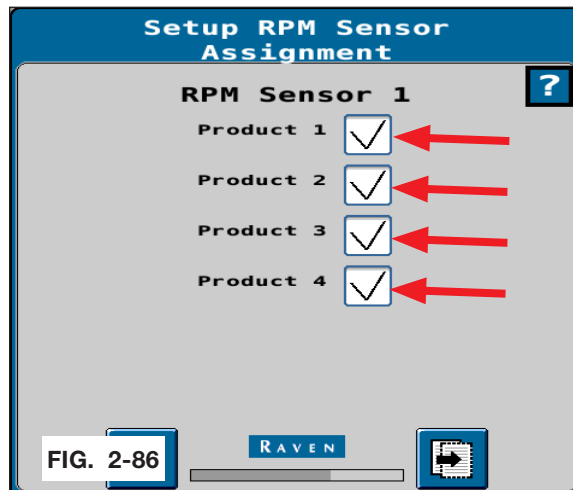 Setup RPM Sensor
Assignment
?
RPM Sensor 1
Product 1
Product 2
Product 3
Product 4
RAVEN
FIG. 2-86